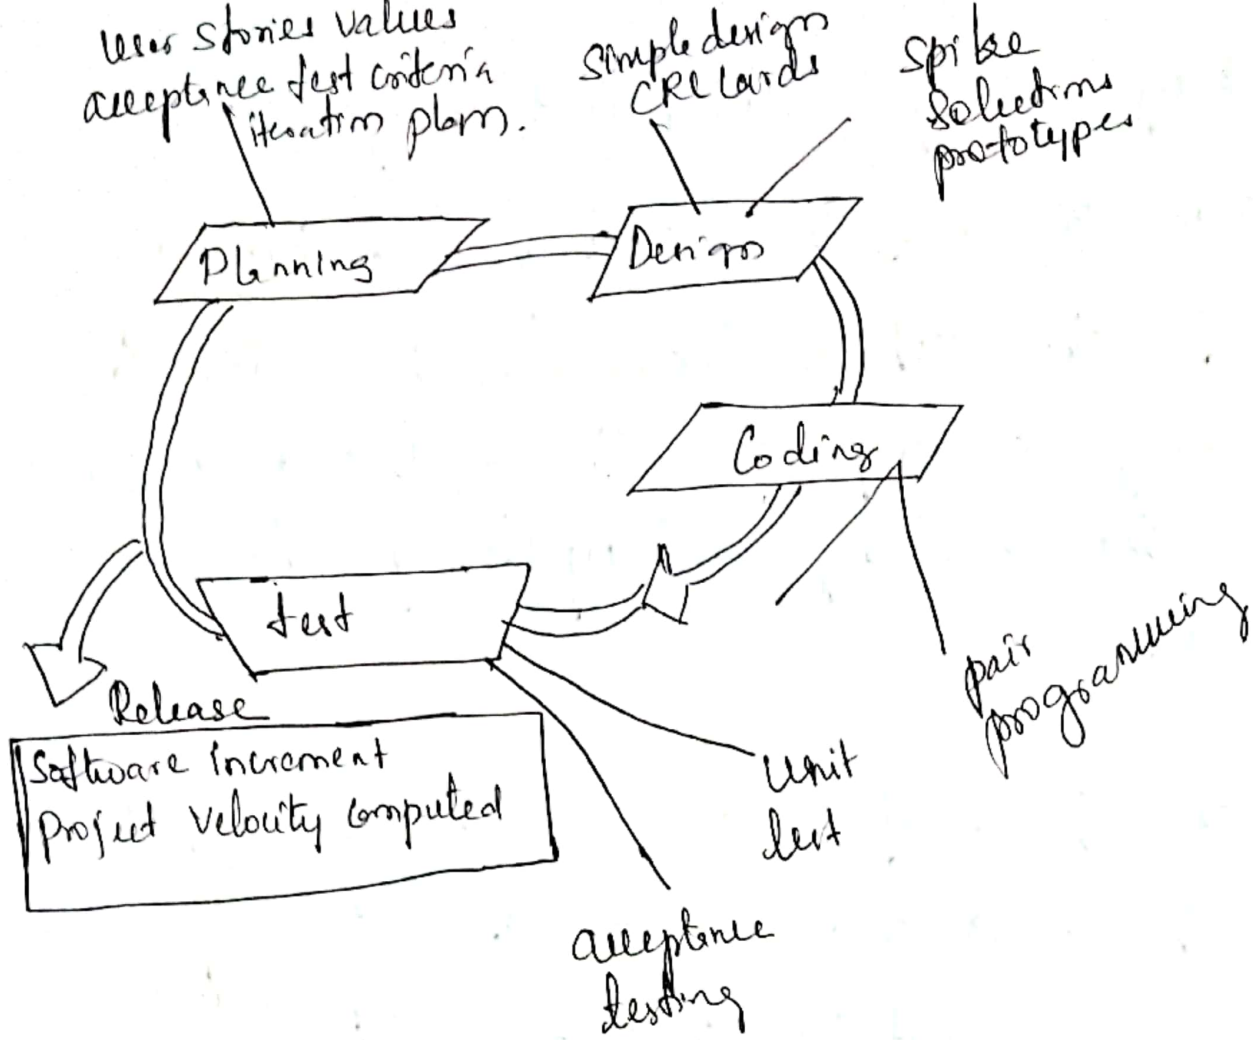 User stories values
acceptance test criteria
iteration plan.
Simple design
CRC Cards
Spike
Solutions
prototypes
Planning
Design
Coding
test
Release
Software increment
Project Velocity computed
pair
programming
Unit
test
acceptance
testing